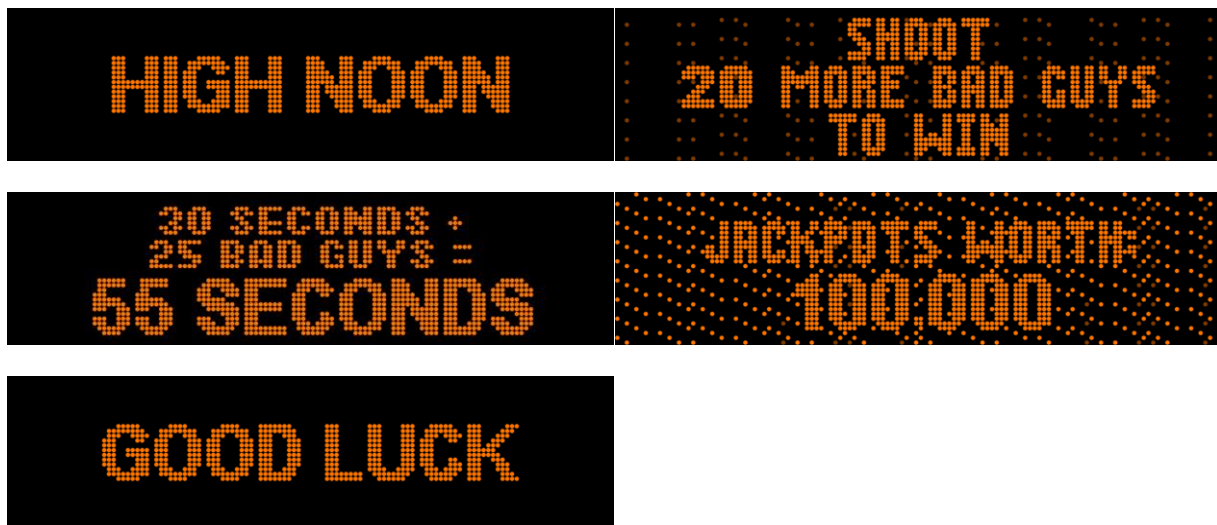 HIGH NOON
SHOOT
20 MORE BAD GUYS
TO WIN
30 SECONDS +
25 BAD GUYS =
55 SECONDS
JACKPOTS WORTH:
100,000
GOOD LUCK